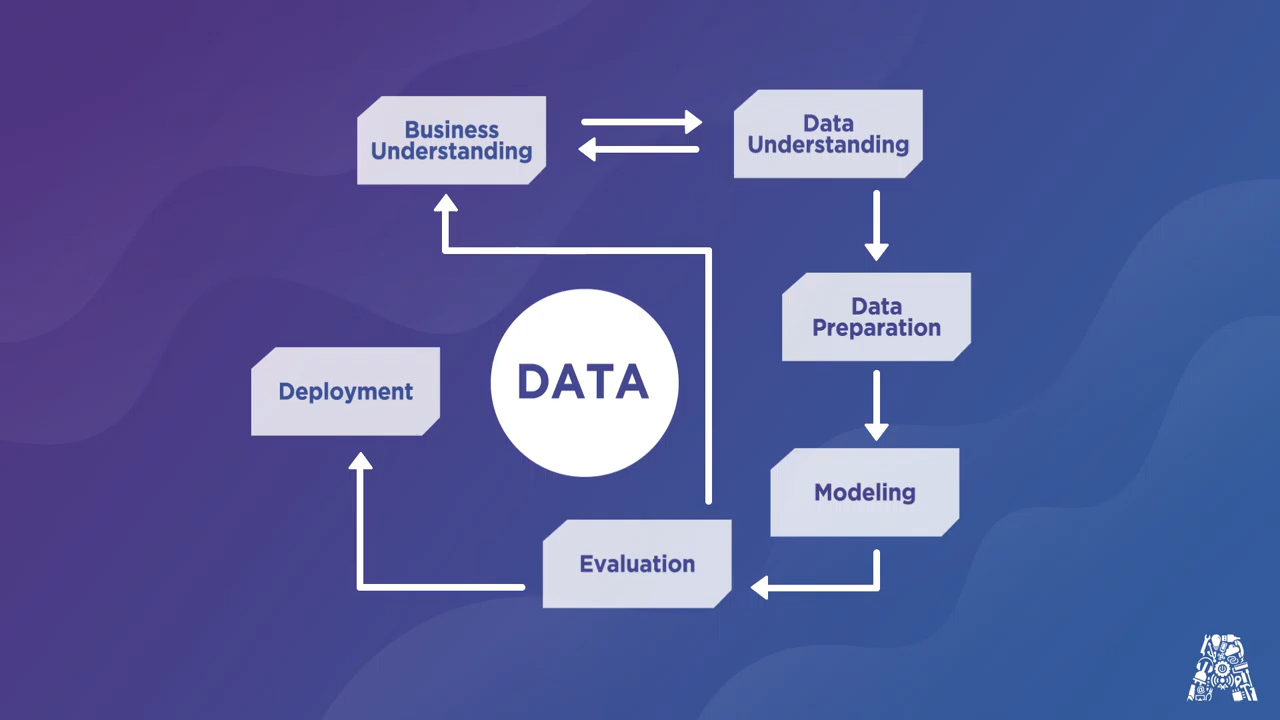 Business
Understanding
Data
Understanding
Data
Preparation
Modeling
Evaluation
Deployment
DATA